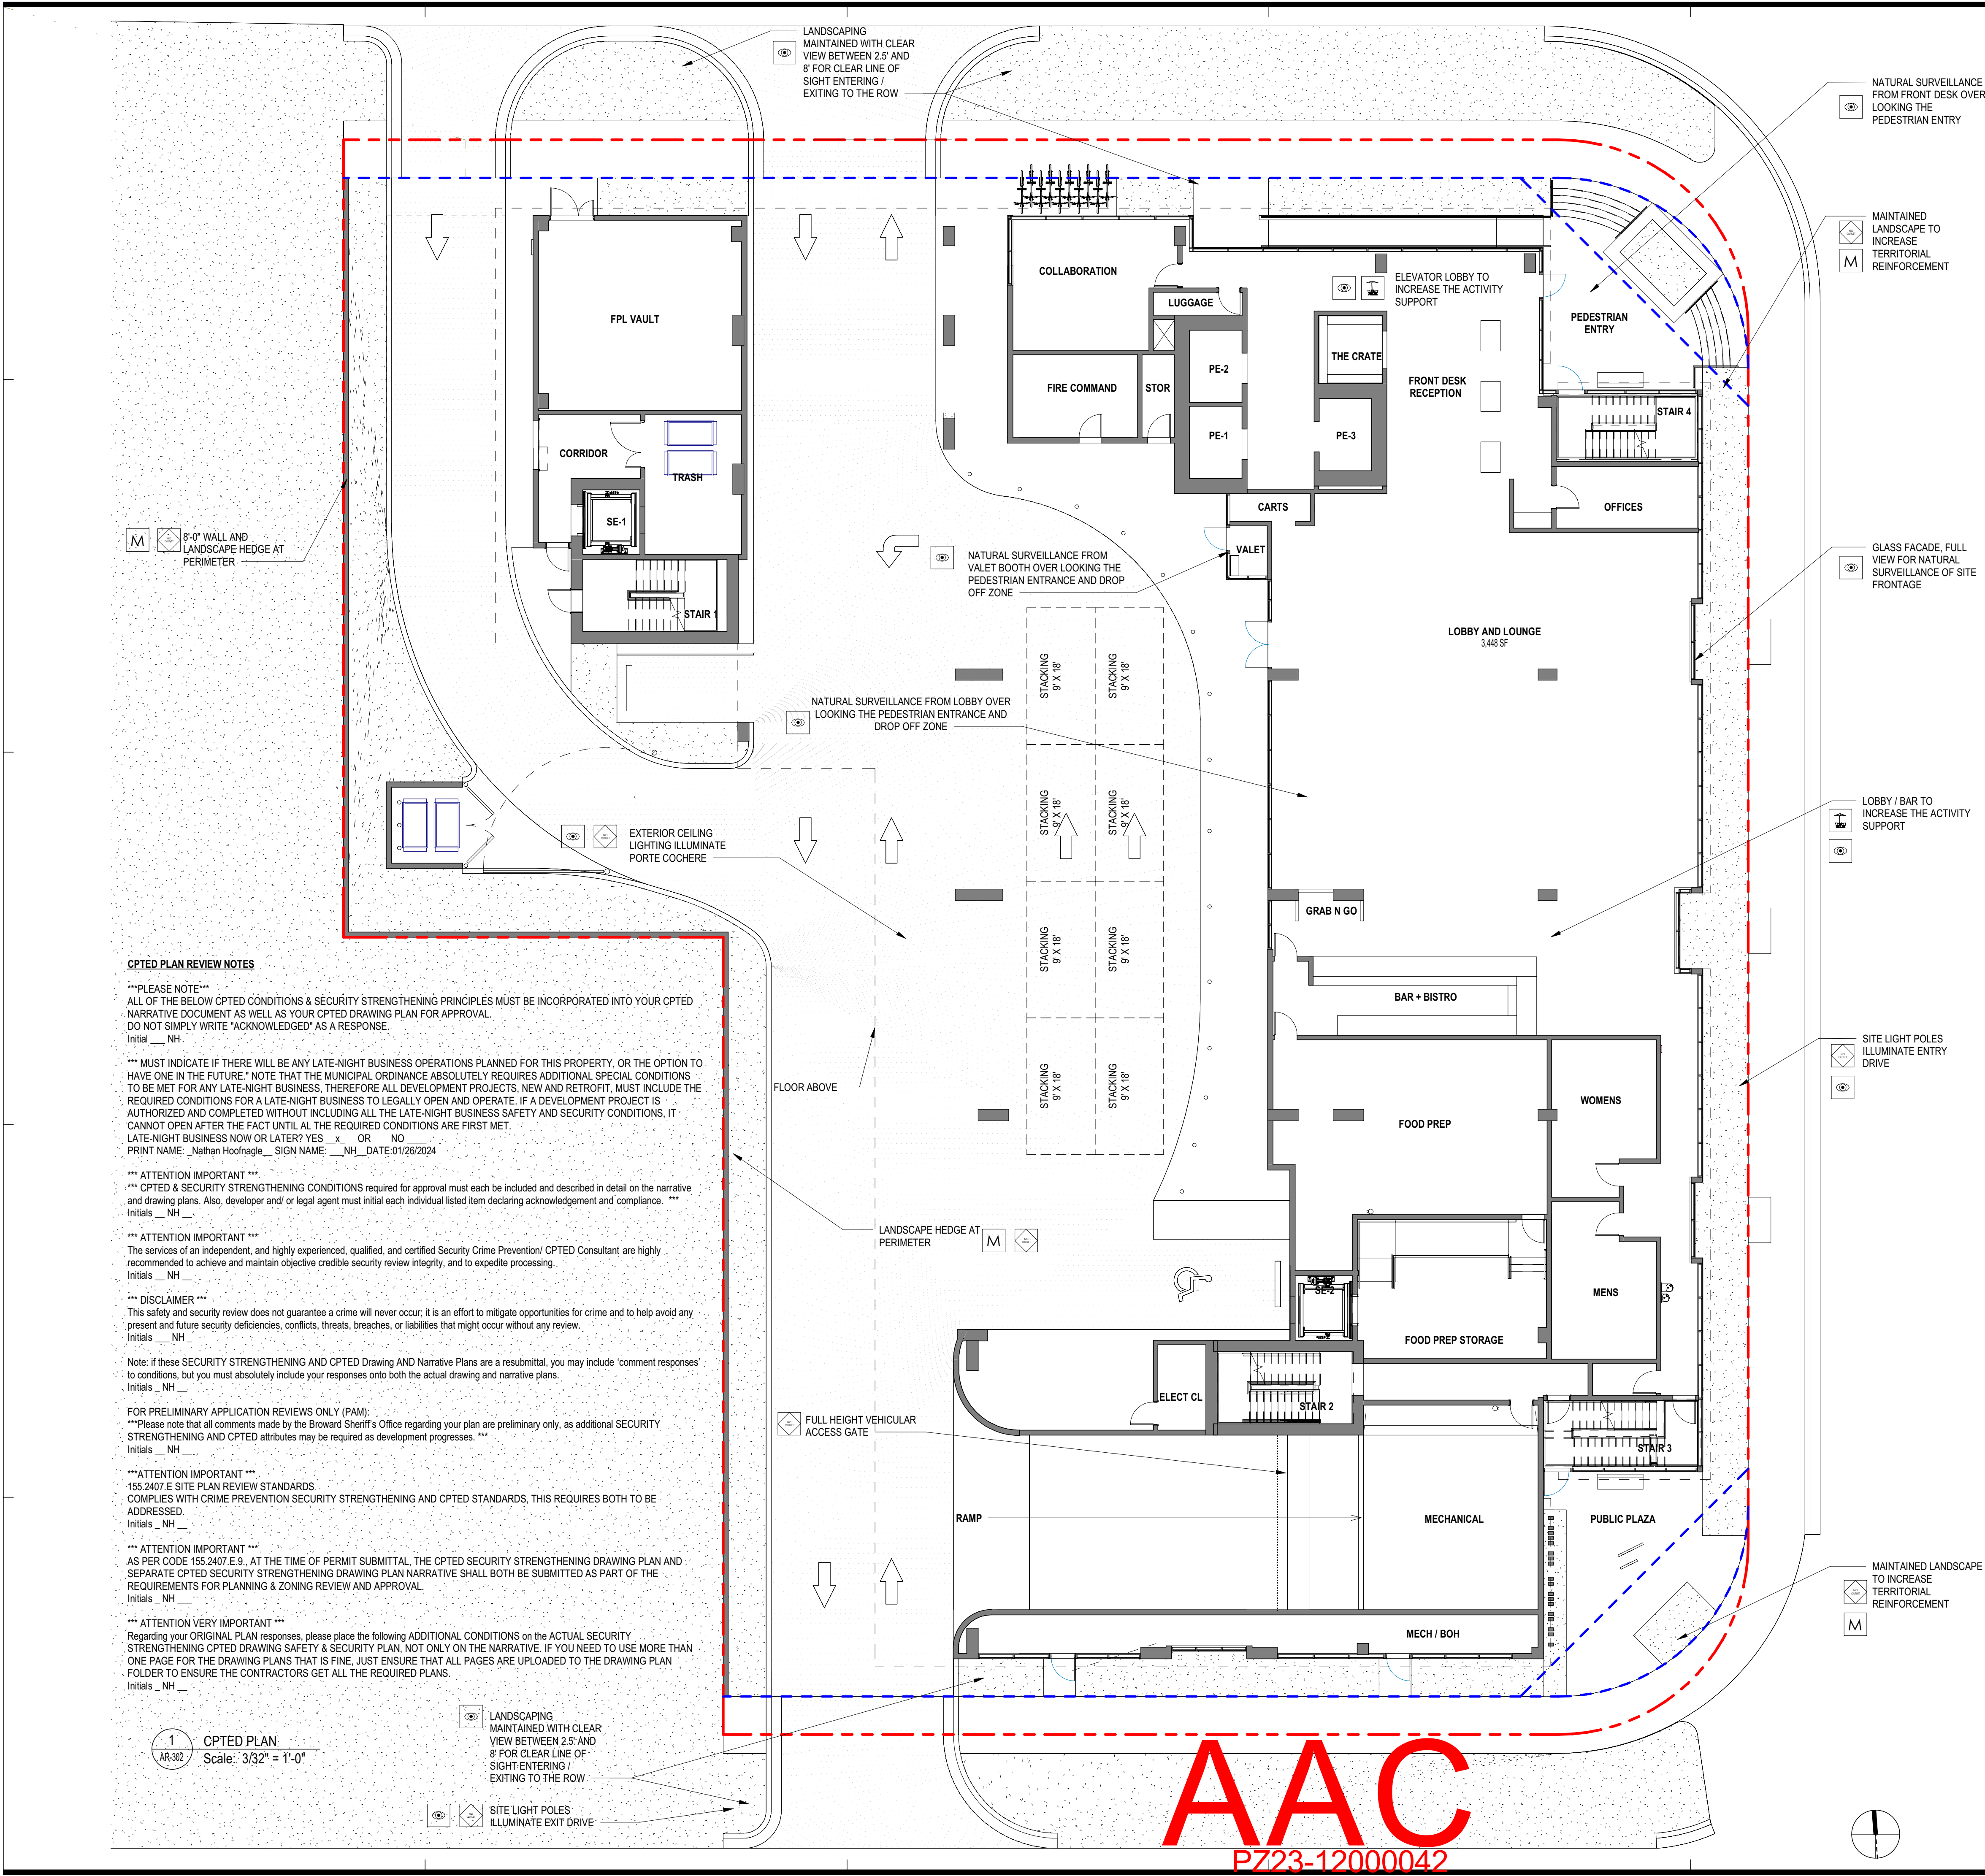 LANDSCAPING
MAINTAINED WITH CLEAR
VIEW BETWEEN 2.5' AND
8' FOR CLEAR LINE OF
SIGHT ENTERING /
EXITING TO THE ROW
NATURAL SURVEILLANCE
FROM FRONT DESK OVER
LOOKING THE
PEDESTRIAN ENTRY
MAINTAINED
LANDSCAPE TO
INCREASE
TERRITORIAL
REINFORCEMENT
M
COLLABORATION
LUGGAGE
ELEVATOR LOBBY TO
INCREASE THE ACTIVITY
SUPPORT
PEDESTRIAN
ENTRY
FPL VAULT
THE CRATE
PE-2
FIRE COMMAND
STOR
FRONT DESK
RECEPTION
STAIR 4
PE-1
PE-3
CORRIDOR
TRASH
CARTS
OFFICES
SE-1
M
8'-0" WALL AND
LANDSCAPE HEDGE AT
PERIMETER
VALET
NATURAL SURVEILLANCE FROM
VALET BOOTH OVER LOOKING THE
PEDESTRIAN ENTRANCE AND DROP
OFF ZONE
GLASS FACADE, FULL
VIEW FOR NATURAL
SURVEILLANCE OF SITE
FRONTAGE
STAIR 1
LOBBY AND LOUNGE
3,448 SF
STACKING
9' X 18'
STACKING
9' X 18'
NATURAL SURVEILLANCE FROM LOBBY OVER
LOOKING THE PEDESTRIAN ENTRANCE AND
DROP OFF ZONE
STACKING
9' X 18'
STACKING
9' X 18'
LOBBY / BAR TO
INCREASE THE ACTIVITY
SUPPORT
EXTERIOR CEILING
LIGHTING ILLUMINATE
PORTE COCHERE
GRAB N GO
STACKING
9' X 18'
STACKING
9' X 18'
BAR + BISTRO
SITE LIGHT POLES
ILLUMINATE ENTRY
DRIVE
FLOOR ABOVE
STACKING
9' X 18'
STACKING
9' X 18'
WOMENS
FOOD PREP
LANDSCAPE HEDGE AT
PERIMETER
M
SE-2
MENS
FOOD PREP STORAGE
ELECT CL
STAIR 2
FULL HEIGHT VEHICULAR
ACCESS GATE
STAIR 3
RAMP
MECHANICAL
PUBLIC PLAZA
MAINTAINED LANDSCAPE
TO INCREASE
TERRITORIAL
REINFORCEMENT
M
MECH / BOH
CPTED PLAN REVIEW NOTES
***PLEASE NOTE***
ALL OF THE BELOW CPTED CONDITIONS & SECURITY STRENGTHENING PRINCIPLES MUST BE INCORPORATED INTO YOUR CPTED
NARRATIVE DOCUMENT AS WELL AS YOUR CPTED DRAWING PLAN FOR APPROVAL.
DO NOT SIMPLY WRITE "ACKNOWLEDGED" AS A RESPONSE.
Initial ___ NH
*** MUST INDICATE IF THERE WILL BE ANY LATE-NIGHT BUSINESS OPERATIONS PLANNED FOR THIS PROPERTY, OR THE OPTION TO
HAVE ONE IN THE FUTURE." NOTE THAT THE MUNICIPAL ORDINANCE ABSOLUTELY REQUIRES ADDITIONAL SPECIAL CONDITIONS
TO BE MET FOR ANY LATE-NIGHT BUSINESS, THEREFORE ALL DEVELOPMENT PROJECTS, NEW AND RETROFIT, MUST INCLUDE THE
REQUIRED CONDITIONS FOR A LATE-NIGHT BUSINESS TO LEGALLY OPEN AND OPERATE. IF A DEVELOPMENT PROJECT IS
AUTHORIZED AND COMPLETED WITHOUT INCLUDING ALL THE LATE-NIGHT BUSINESS SAFETY AND SECURITY CONDITIONS, IT
CANNOT OPEN AFTER THE FACT UNTIL AL THE REQUIRED CONDITIONS ARE FIRST MET.
LATE-NIGHT BUSINESS NOW OR LATER? YES __x_ OR NO ____
PRINT NAME: _Nathan Hoofnagle__ SIGN NAME: ___NH__DATE:01/26/2024
*** ATTENTION IMPORTANT ***
*** CPTED & SECURITY STRENGTHENING CONDITIONS required for approval must each be included and described in detail on the narrative
and drawing plans. Also, developer and/ or legal agent must initial each individual listed item declaring acknowledgement and compliance. ***
Initials __ NH __
*** ATTENTION IMPORTANT ***
The services of an independent, and highly experienced, qualified, and certified Security Crime Prevention/ CPTED Consultant are highly
recommended to achieve and maintain objective credible security review integrity, and to expedite processing.
Initials __ NH __
*** DISCLAIMER ***
This safety and security review does not guarantee a crime will never occur; it is an effort to mitigate opportunities for crime and to help avoid any
present and future security deficiencies, conflicts, threats, breaches, or liabilities that might occur without any review.
Initials ___ NH _
Note: if these SECURITY STRENGTHENING AND CPTED Drawing AND Narrative Plans are a resubmittal, you may include 'comment responses'
to conditions, but you must absolutely include your responses onto both the actual drawing and narrative plans.
Initials _ NH __
FOR PRELIMINARY APPLICATION REVIEWS ONLY (PAM):
***Please note that all comments made by the Broward Sheriff's Office regarding your plan are preliminary only, as additional SECURITY
STRENGTHENING AND CPTED attributes may be required as development progresses. ***
Initials __ NH __
***ATTENTION IMPORTANT ***
155.2407.E SITE PLAN REVIEW STANDARDS
COMPLIES WITH CRIME PREVENTION SECURITY STRENGTHENING AND CPTED STANDARDS, THIS REQUIRES BOTH TO BE
ADDRESSED.
Initials _ NH __
*** ATTENTION IMPORTANT ***
AS PER CODE 155.2407.E.9., AT THE TIME OF PERMIT SUBMITTAL, THE CPTED SECURITY STRENGTHENING DRAWING PLAN AND
SEPARATE CPTED SECURITY STRENGTHENING DRAWING PLAN NARRATIVE SHALL BOTH BE SUBMITTED AS PART OF THE
REQUIREMENTS FOR PLANNING & ZONING REVIEW AND APPROVAL.
Initials _ NH ___
*** ATTENTION VERY IMPORTANT ***
Regarding your ORIGINAL PLAN responses, please place the following ADDITIONAL CONDITIONS on the ACTUAL SECURITY
STRENGTHENING CPTED DRAWING SAFETY & SECURITY PLAN, NOT ONLY ON THE NARRATIVE. IF YOU NEED TO USE MORE THAN
ONE PAGE FOR THE DRAWING PLANS THAT IS FINE, JUST ENSURE THAT ALL PAGES ARE UPLOADED TO THE DRAWING PLAN
FOLDER TO ENSURE THE CONTRACTORS GET ALL THE REQUIRED PLANS.
Initials _ NH __
LANDSCAPING
MAINTAINED WITH CLEAR
VIEW BETWEEN 2.5' AND
8' FOR CLEAR LINE OF
SIGHT ENTERING /
EXITING TO THE ROW
1
AR-302
CPTED PLAN
Scale: 3/32" = 1'-0"
SITE LIGHT POLES
ILLUMINATE EXIT DRIVE
AAC
PZ23-12000042